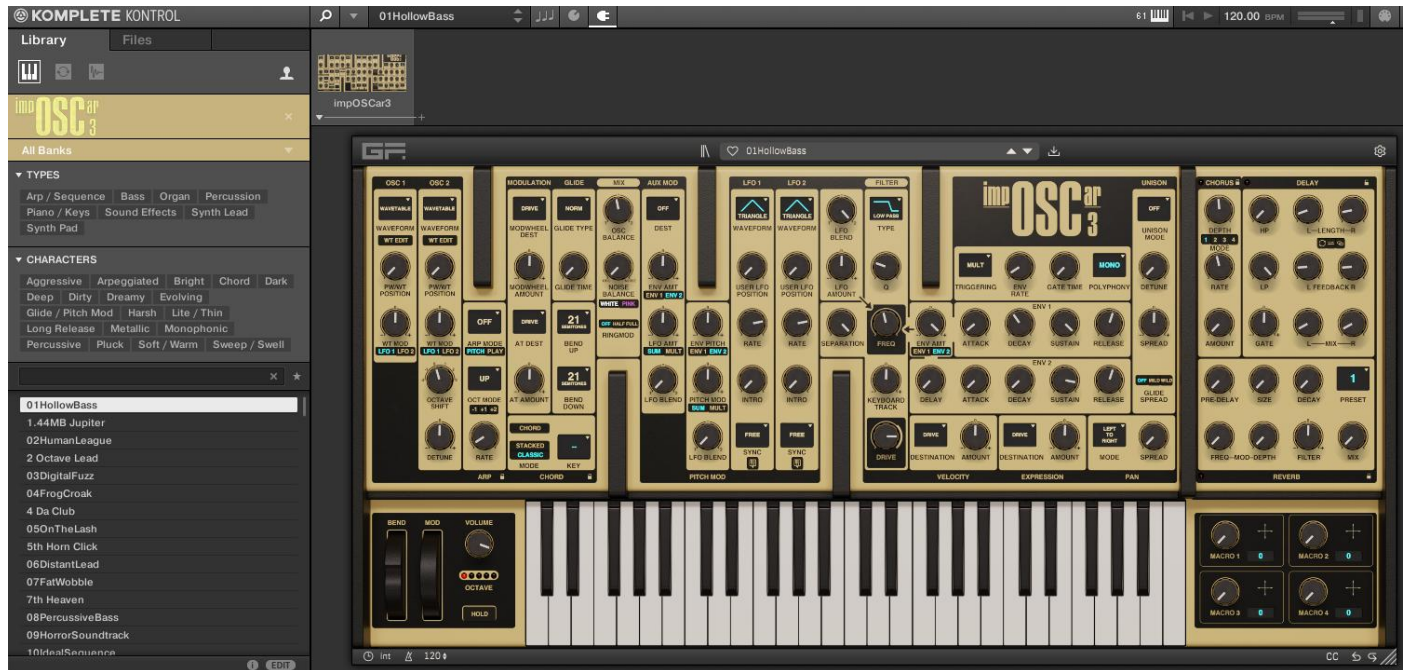 KOMPLETE KONTROL
01HollowBass
61
120.00 BPM
Library Files
impOSCar3
imp OSC ar 3
All Banks
TYPES
Arp / Sequence Bass Organ Percussion
Piano / Keys Sound Effects Synth Lead
Synth Pad
CHARACTERS
Aggressive Arpeggiated Bright Chord Dark
Deep Dirty Dreamy Evolving
Glide / Pitch Mod Harsh Lite / Thin
Long Release Metallic Monophonic
Percussive Pluck Soft / Warm Sweep / Swell
01HollowBass
1.44MB Jupiter
02HumanLeague
2 Octave Lead
03DigitalFuzz
04FrogCroak
4 Da Club
05OnTheLash
5th Horn Click
06DistantLead
07FatWobble
7th Heaven
08PercussiveBass
09HorrorSoundtrack
10IdealSequence
EDIT
GF
01HollowBass
OSC 1 OSC 2 MODULATION GLIDE MIX AUX MOD LFO 1 LFO 2 FILTER UNISON CHORUS DELAY
imp OSC ar 3
WAVETABLE WAVETABLE DRIVE NORM OFF TRIANGLE TRIANGLE LOW PASS OFF
WAVEFORM WAVEFORM MODWHEEL DEST GLIDE TYPE OSC BALANCE DEST WAVEFORM WAVEFORM LFO BLEND TYPE UNISON MODE DEPTH HP L—LENGTH—R
WT EDIT WT EDIT 1 2 3 4
MODE
MULT MONO
PW/WT POSITION PW/WT POSITION MODWHEEL AMOUNT GLIDE TIME NOISE BALANCE ENV AMT USER LFO POSITION USER LFO POSITION LFO AMOUNT Q TRIGGERING ENV RATE GATE TIME POLYPHONY DETUNE RATE LP L FEEDBACK R
WHITE PINK ENV 1 ENV 2
ENV 1
OFF DRIVE 21 SEMITONES OFF HALF FULL
WT MOD WT MOD ARP MODE AT DEST BEND UP RINGMOD LFO AMT ENV PITCH RATE RATE SEPARATION FREQ ENV AMT ATTACK DECAY SUSTAIN RELEASE SPREAD AMOUNT GATE L—MIX—R
LFO 1 LFO 2 LFO 1 LFO 2 PITCH PLAY SUM MULT ENV 1 ENV 2 ENV 1 ENV 2
ENV 2
UP 21 SEMITONES OFF MILD WILD 1
OCTAVE SHIFT OCT MODE AT AMOUNT BEND DOWN LFO BLEND PITCH MOD INTRO INTRO KEYBOARD TRACK DELAY ATTACK DECAY SUSTAIN RELEASE GLIDE SPREAD PRE-DELAY SIZE DECAY PRESET
-1 +1 +2 SUM MULT
CHORD
STACKED CLASSIC – FREE FREE DRIVE DRIVE LEFT TO RIGHT
DETUNE RATE MODE KEY LFO BLEND SYNC SYNC DRIVE DESTINATION AMOUNT DESTINATION AMOUNT MODE SPREAD FREQ—MOD-DEPTH FILTER MIX
ARP CHORD PITCH MOD VELOCITY EXPRESSION PAN REVERB
BEND MOD VOLUME
OCTAVE
HOLD
MACRO 1 0 MACRO 2 0
MACRO 3 0 MACRO 4 0
int 120
CC